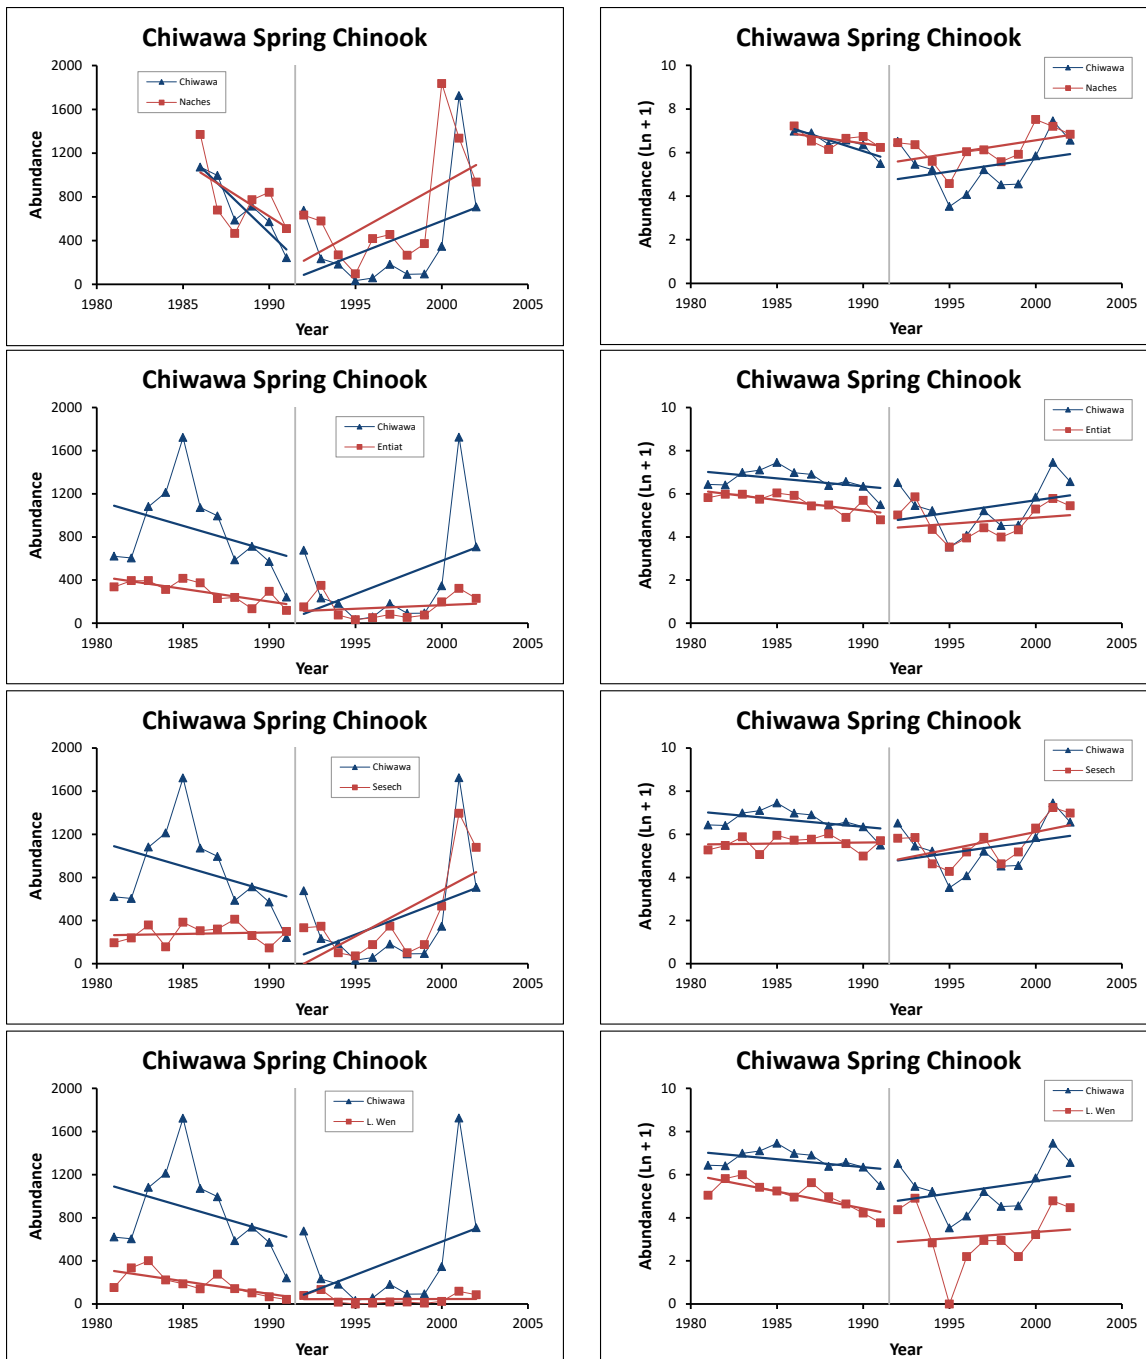 Chiwawa Spring Chinook
2000
1600
1200
800
400
0
Abundance
Chiwawa
Naches
1980 1985 1990 1995 2000 2005
Year
Chiwawa Spring Chinook
10
8
6
4
2
0
Abundance (Ln + 1)
Chiwawa
Naches
1980 1985 1990 1995 2000 2005
Year
Chiwawa Spring Chinook
2000
1600
1200
800
400
0
Abundance
Chiwawa
Entiat
1980 1985 1990 1995 2000 2005
Year
Chiwawa Spring Chinook
10
8
6
4
2
0
Abundance (Ln + 1)
Chiwawa
Entiat
1980 1985 1990 1995 2000 2005
Year
Chiwawa Spring Chinook
2000
1600
1200
800
400
0
Abundance
Chiwawa
Sesech
1980 1985 1990 1995 2000 2005
Year
Chiwawa Spring Chinook
10
8
6
4
2
0
Abundance (Ln + 1)
Chiwawa
Sesech
1980 1985 1990 1995 2000 2005
Year
Chiwawa Spring Chinook
2000
1600
1200
800
400
0
Abundance
Chiwawa
L. Wen
1980 1985 1990 1995 2000 2005
Year
Chiwawa Spring Chinook
10
8
6
4
2
0
Abundance (Ln + 1)
Chiwawa
L. Wen
1980 1985 1990 1995 2000 2005
Year